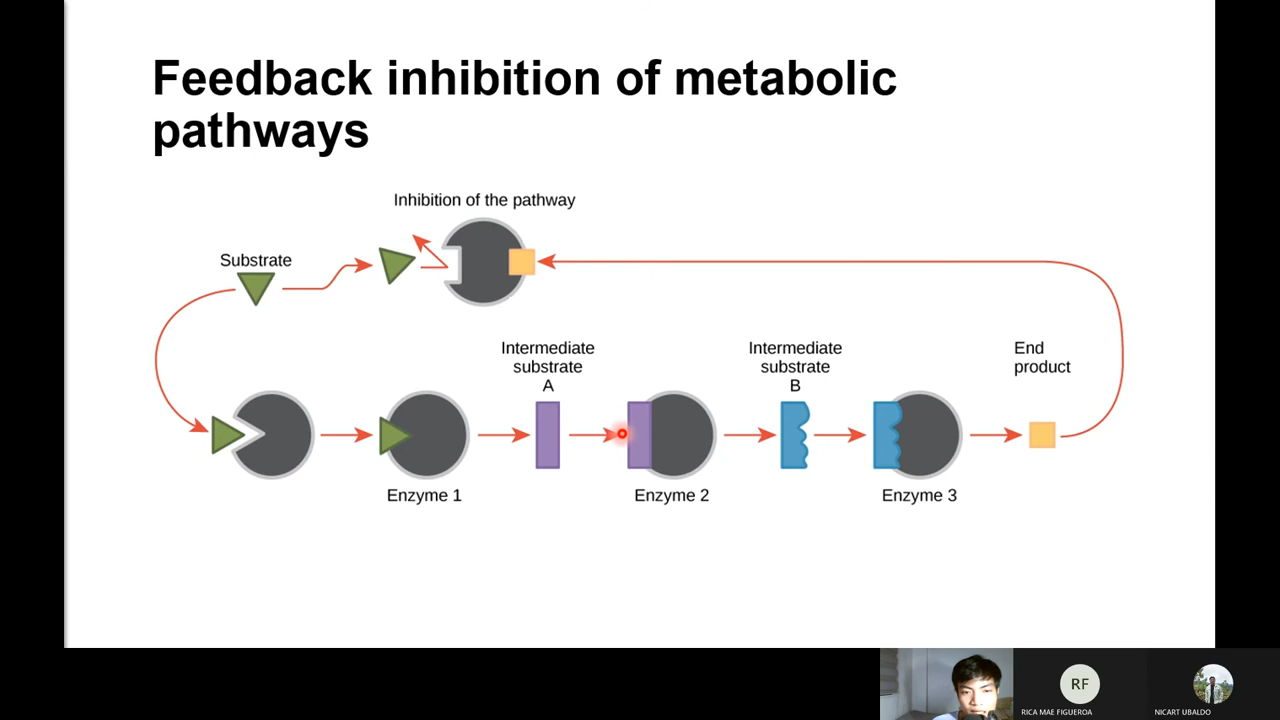 Feedback inhibition of metabolic
pathways
Inhibition of the pathway
Substrate
Intermediate
substrate
A
Intermediate
substrate
B
End
product
Enzyme 1
Enzyme 2
Enzyme 3
RF
RICA MAE FIGUEROA
NICART UBALDO